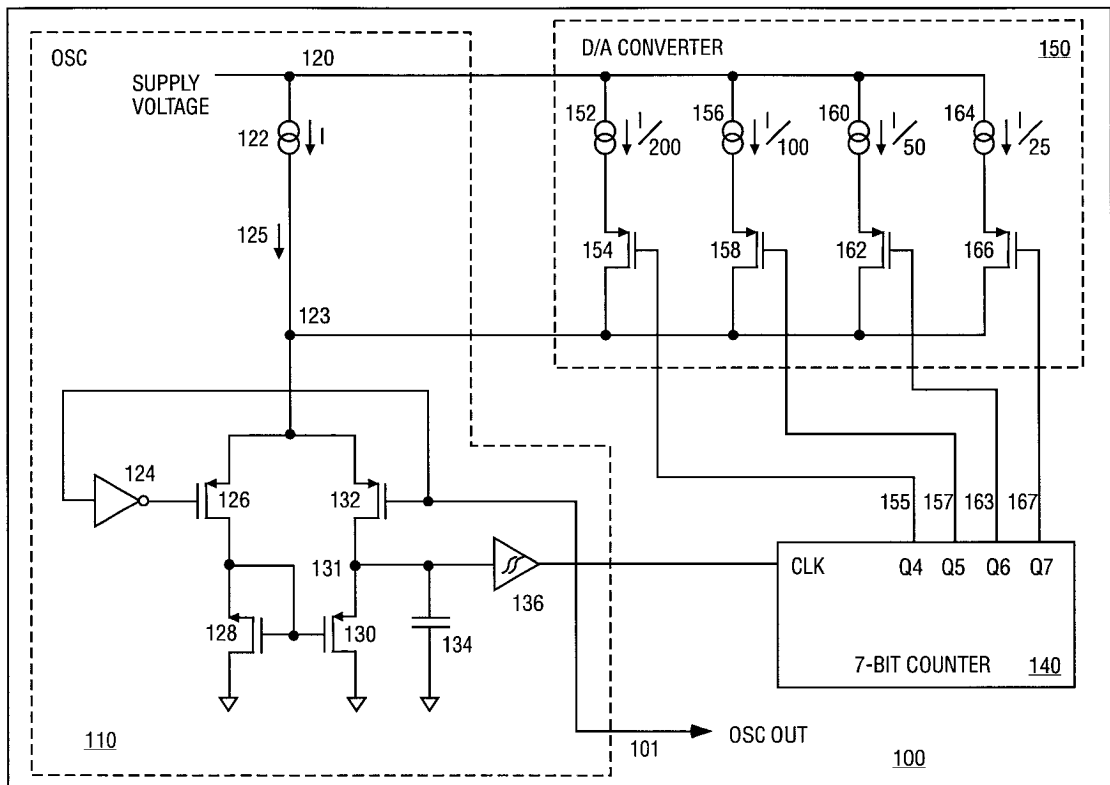 OSC
120
D/A CONVERTER
150
SUPPLY
VOLTAGE
122
I
152
I/200
156
I/100
160
I/50
164
I/25
125
154
158
162
166
123
124
126
132
155
157
163
167
131
136
CLK
Q4
Q5
Q6
Q7
128
130
134
7-BIT COUNTER
140
110
101
OSC OUT
100